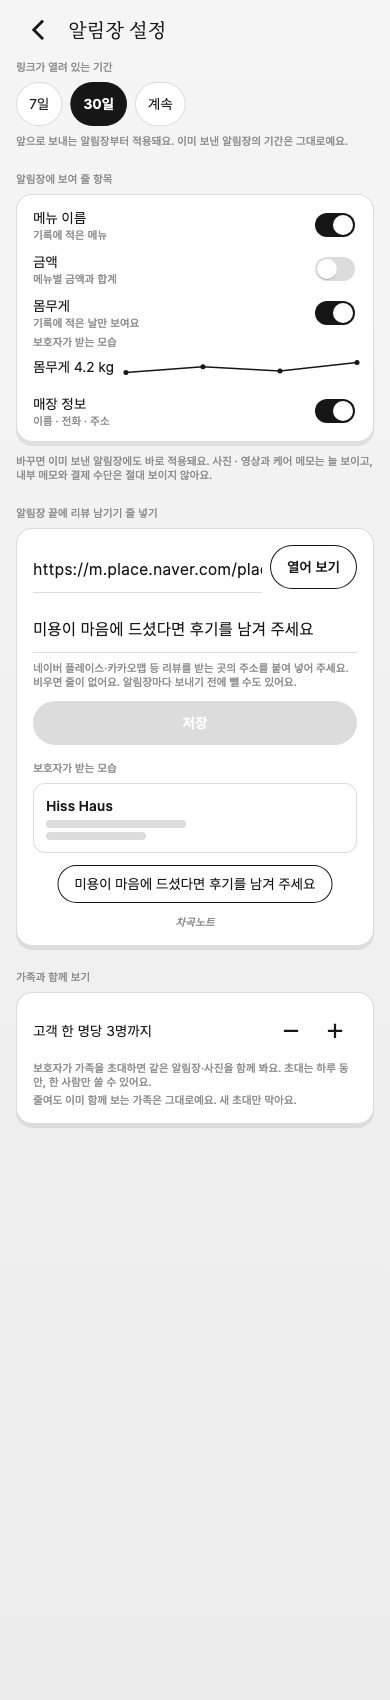 알림장 설정
링크가 열려 있는 기간
7일 30일 계속
앞으로 보내는 알림장부터 적용돼요. 이미 보낸 알림장의 기간은 그대로예요.
알림장에 보여 줄 항목
메뉴 이름
기록에 적은 메뉴
금액
메뉴별 금액과 합계
몸무게
기록에 적은 날만 보여요
보호자가 받는 모습
몸무게 4.2 kg
매장 정보
이름 · 전화 · 주소
바꾸면 이미 보낸 알림장에도 바로 적용돼요. 사진 · 영상과 케어 메모는 늘 보이고,
내부 메모와 결제 수단은 절대 보이지 않아요.
알림장 끝에 리뷰 남기기 줄 넣기
https://m.place.naver.com/plac 열어 보기
미용이 마음에 드셨다면 후기를 남겨 주세요
네이버 플레이스·카카오맵 등 리뷰를 받는 곳의 주소를 붙여 넣어 주세요.
비우면 줄이 없어요. 알림장마다 보내기 전에 뺄 수도 있어요.
저장
보호자가 받는 모습
Hiss Haus
미용이 마음에 드셨다면 후기를 남겨 주세요
차곡노트
가족과 함께 보기
고객 한 명당 3명까지
보호자가 가족을 초대하면 같은 알림장·사진을 함께 봐요. 초대는 하루 동
안, 한 사람만 쓸 수 있어요.
줄여도 이미 함께 보는 가족은 그대로예요. 새 초대만 막아요.